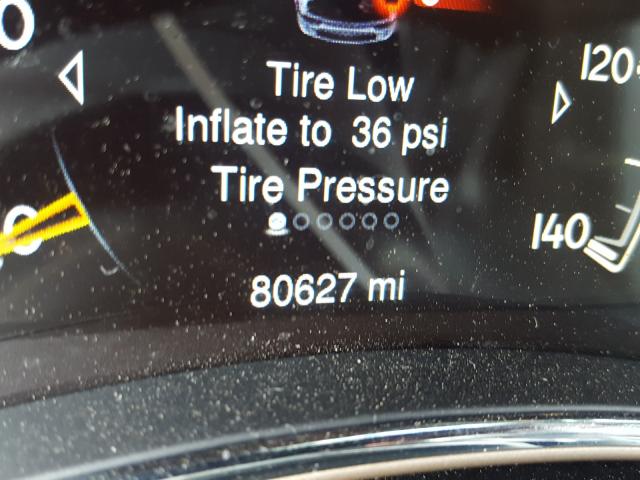 120
Tire Low
Inflate to 36 psi
Tire Pressure
140
80627 mi